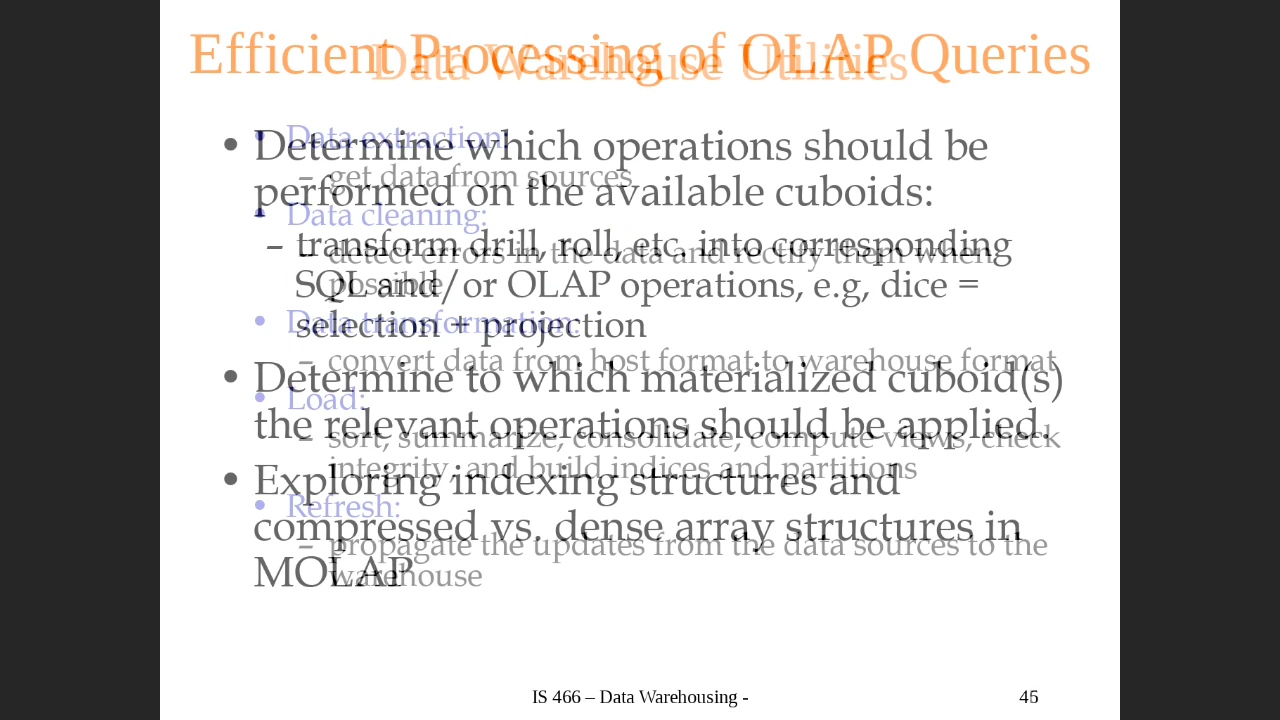 Efficient Processing of OLAP Queries
• Determine which operations should be
performed on the available cuboids:
– transform drill, roll, etc. into corresponding
SQL and/or OLAP operations, e.g, dice =
selection + projection
• Determine to which materialized cuboid(s)
the relevant operations should be applied.
• Exploring indexing structures and
compressed vs. dense array structures in
MOLAP
Data Warehouse Utilities
• Data extraction:
– get data from sources
• Data cleaning:
– detect errors in the data and rectify them when
possible
• Data transformation:
– convert data from host format to warehouse format
• Load:
– sort, summarize, consolidate, compute views, check
integrity, and build indices and partitions
• Refresh:
– propagate the updates from the data sources to the
warehouse
IS 466 – Data Warehousing -
45